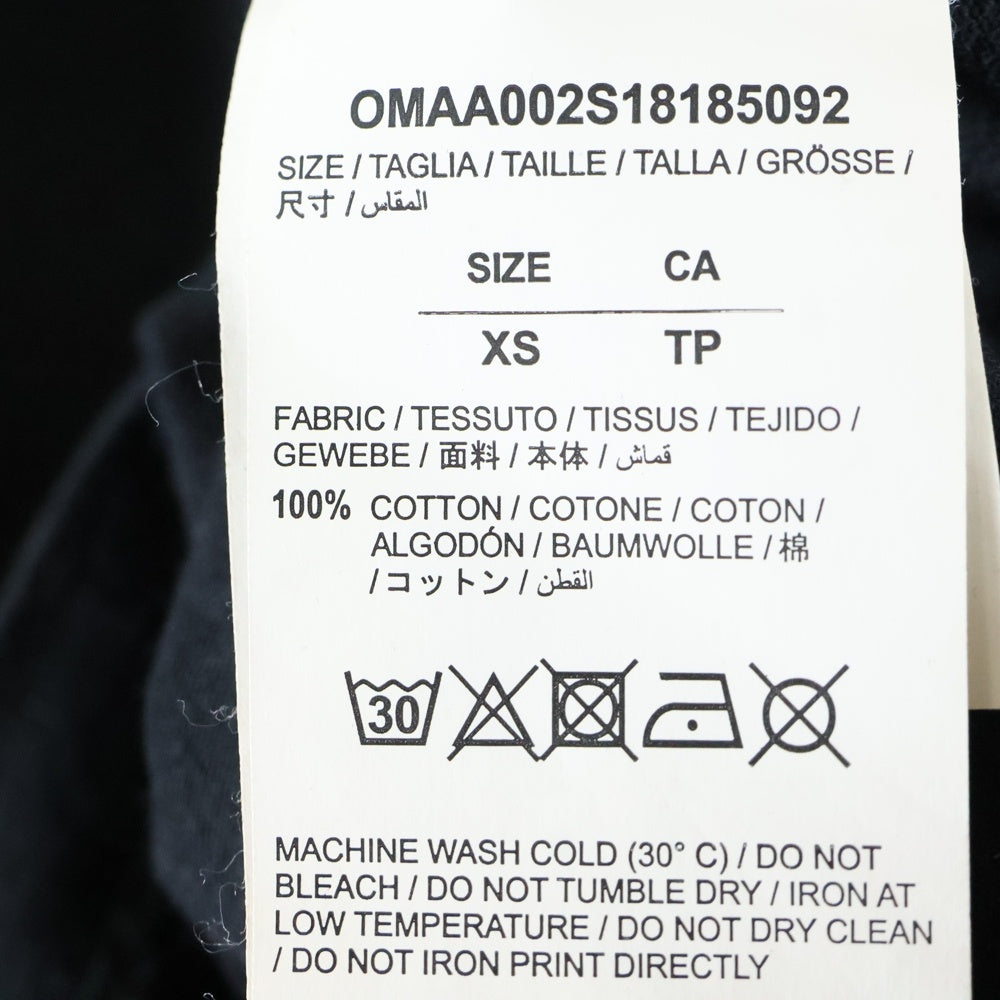 OMAA002S18185092
SIZE / TAGLIA / TAILLE / TALLA / GRÖSSE /
尺寸 / المقاس
SIZE CA
XS TP
FABRIC / TESSUTO / TISSUS / TEJIDO /
GEWEBE / 面料 / 本体 / قماش
100% COTTON / COTONE / COTON /
ALGODÓN / BAUMWOLLE / 棉
/ コットン / القطن
30
MACHINE WASH COLD (30° C) / DO NOT
BLEACH / DO NOT TUMBLE DRY / IRON AT
LOW TEMPERATURE / DO NOT DRY CLEAN
/ DO NOT IRON PRINT DIRECTLY